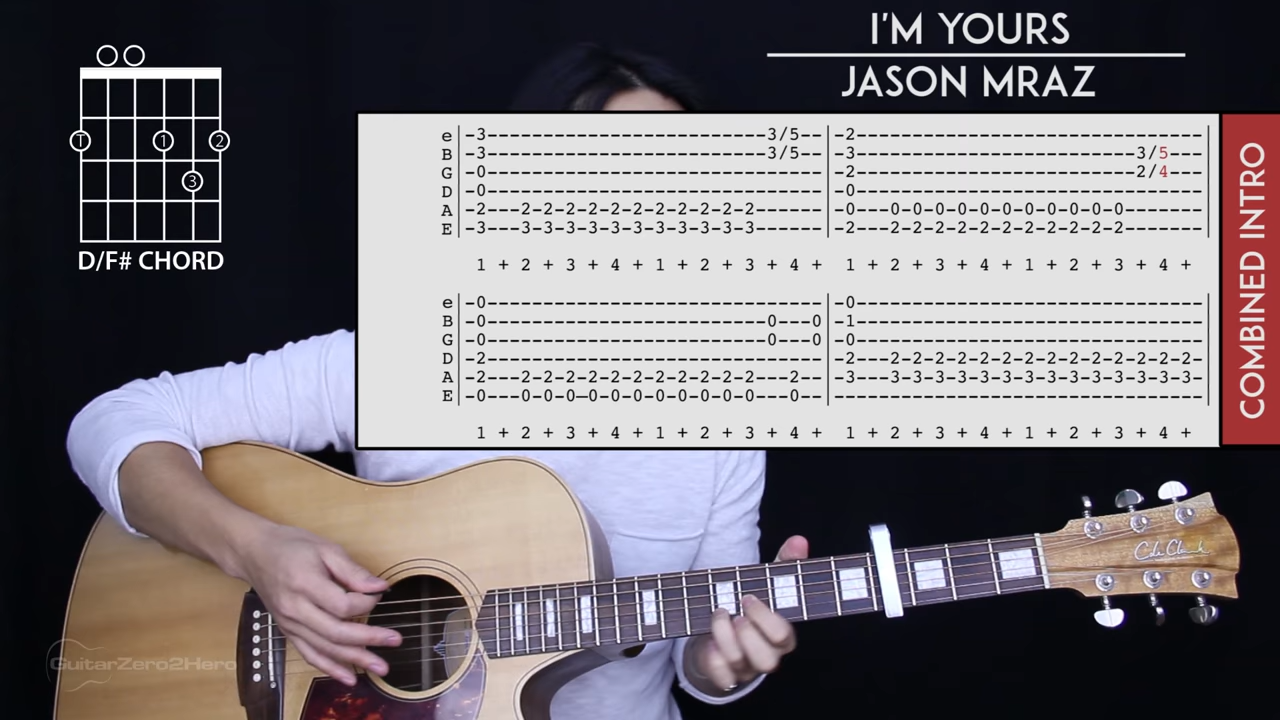 I'M YOURS
JASON MRAZ
T 1 2
3
D/F# CHORD
e|-3-------------------------3/5--|-2-------------------------------|
B|-3-------------------------3/5--|-3-------------------------3/5---|
G|-0------------------------------|-2-------------------------2/4---|
D|-0------------------------------|-0-------------------------------|
A|-2---2-2-2-2-2-2-2-2-2-2-2------|-0---0-0-0-0-0-0-0-0-0-0-0-------|
E|-3---3-3-3-3-3-3-3-3-3-3-3------|-2---2-2-2-2-2-2-2-2-2-2-2-------|
1 + 2 + 3 + 4 + 1 + 2 + 3 + 4 + 1 + 2 + 3 + 4 + 1 + 2 + 3 + 4 +
e|-0------------------------------|-0-------------------------------|
B|-0-------------------------0---0|-1-------------------------------|
G|-0-------------------------0---0|-0-------------------------------|
D|-2------------------------------|-2---2-2-2-2-2-2-2-2-2-2-2-2-2-2|
A|-2---2-2-2-2-2-2-2-2-2-2-2---2--|-3---3-3-3-3-3-3-3-3-3-3-3-3-3-3-|
E|-0---0-0-0-0-0-0-0-0-0-0-0---0--|---------------------------------|
1 + 2 + 3 + 4 + 1 + 2 + 3 + 4 + 1 + 2 + 3 + 4 + 1 + 2 + 3 + 4 +
COMBINED INTRO
Cole Clark
GuitarZero2Hero